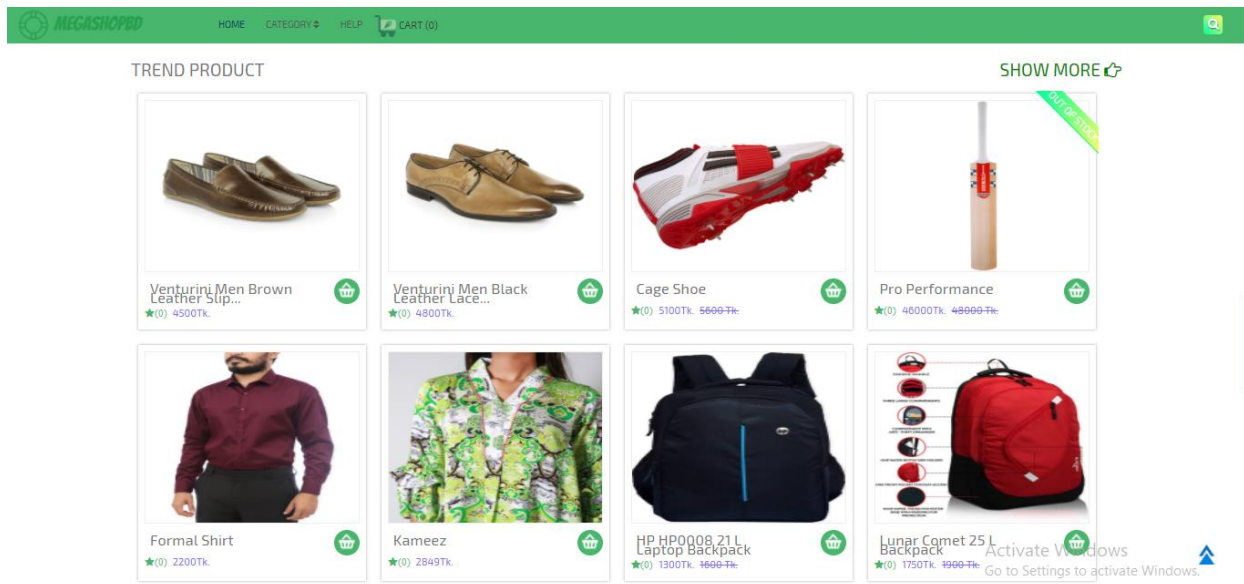 MEGASHOPBD HOME CATEGORY HELP CART (0)
TREND PRODUCT SHOW MORE
OUT OF STOCK
Venturini Men Brown
Leather Slip...
(0) 4500Tk.
Venturini Men Black
Leather Lace...
(0) 4800Tk.
Cage Shoe
(0) 5100Tk. 5600 Tk.
Pro Performance
(0) 46000Tk. 48000 Tk.
Formal Shirt
(0) 2200Tk.
Kameez
(0) 2849Tk.
HP HP0008 21 L
Laptop Backpack
(0) 1300Tk. 1600 Tk.
Lunar Comet 25 L
Backpack
(0) 1750Tk. 1900 Tk.
Activate Windows
Go to Settings to activate Windows.